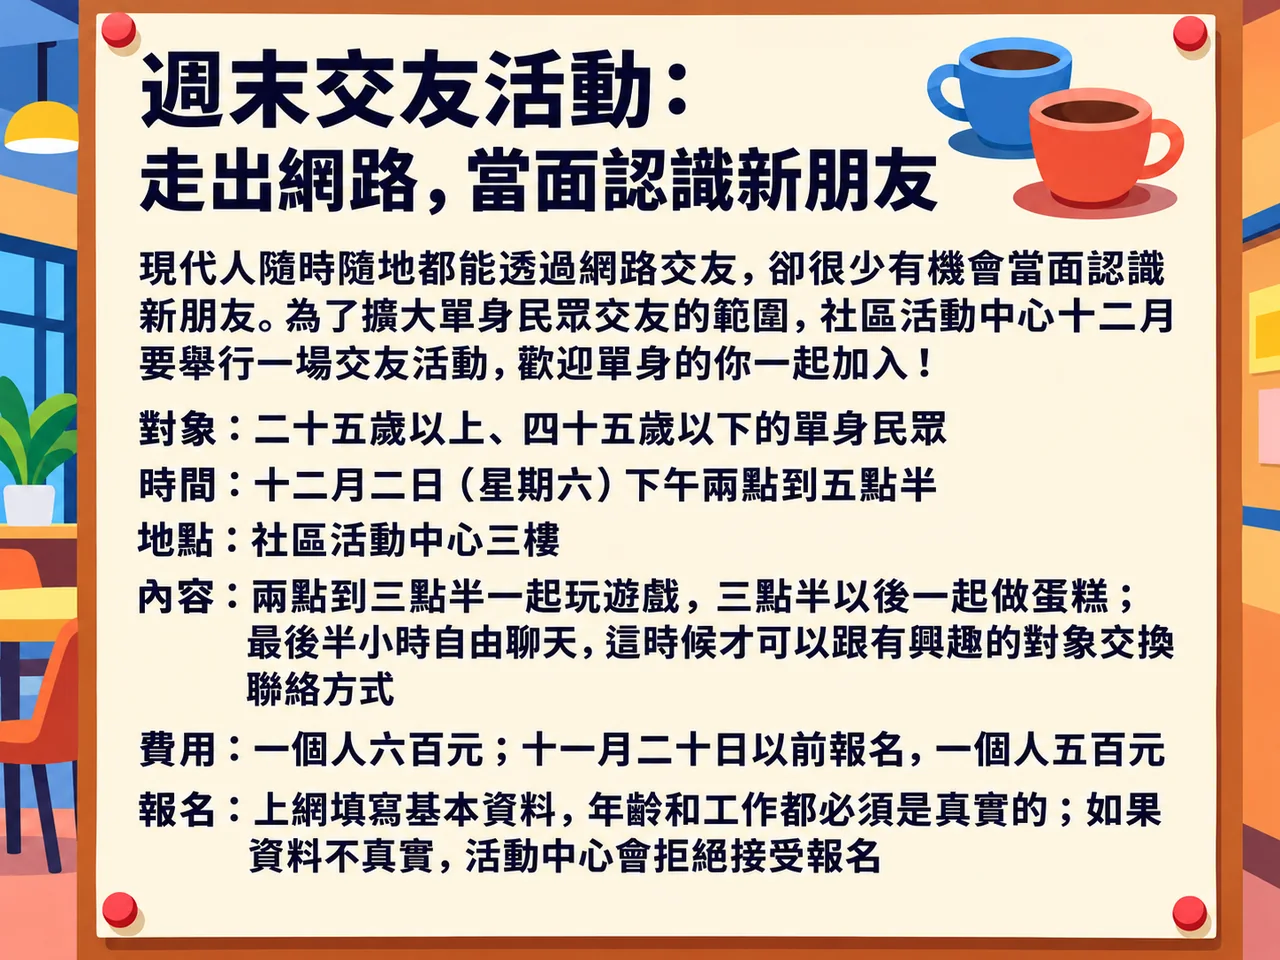 週末交友活動：
走出網路，當面認識新朋友
現代人隨時隨地都能透過網路交友，卻很少有機會當面認識
新朋友。為了擴大單身民眾交友的範圍，社區活動中心十二月
要舉行一場交友活動，歡迎單身的你一起加入！
對象：二十五歲以上、四十五歲以下的單身民眾
時間：十二月二日（星期六）下午兩點到五點半
地點：社區活動中心三樓
內容：兩點到三點半一起玩遊戲，三點半以後一起做蛋糕；
最後半小時自由聊天，這時候才可以跟有興趣的對象交換
聯絡方式
費用：一個人六百元；十一月二十日以前報名，一個人五百元
報名：上網填寫基本資料，年齡和工作都必須是真實的；如果
資料不真實，活動中心會拒絕接受報名